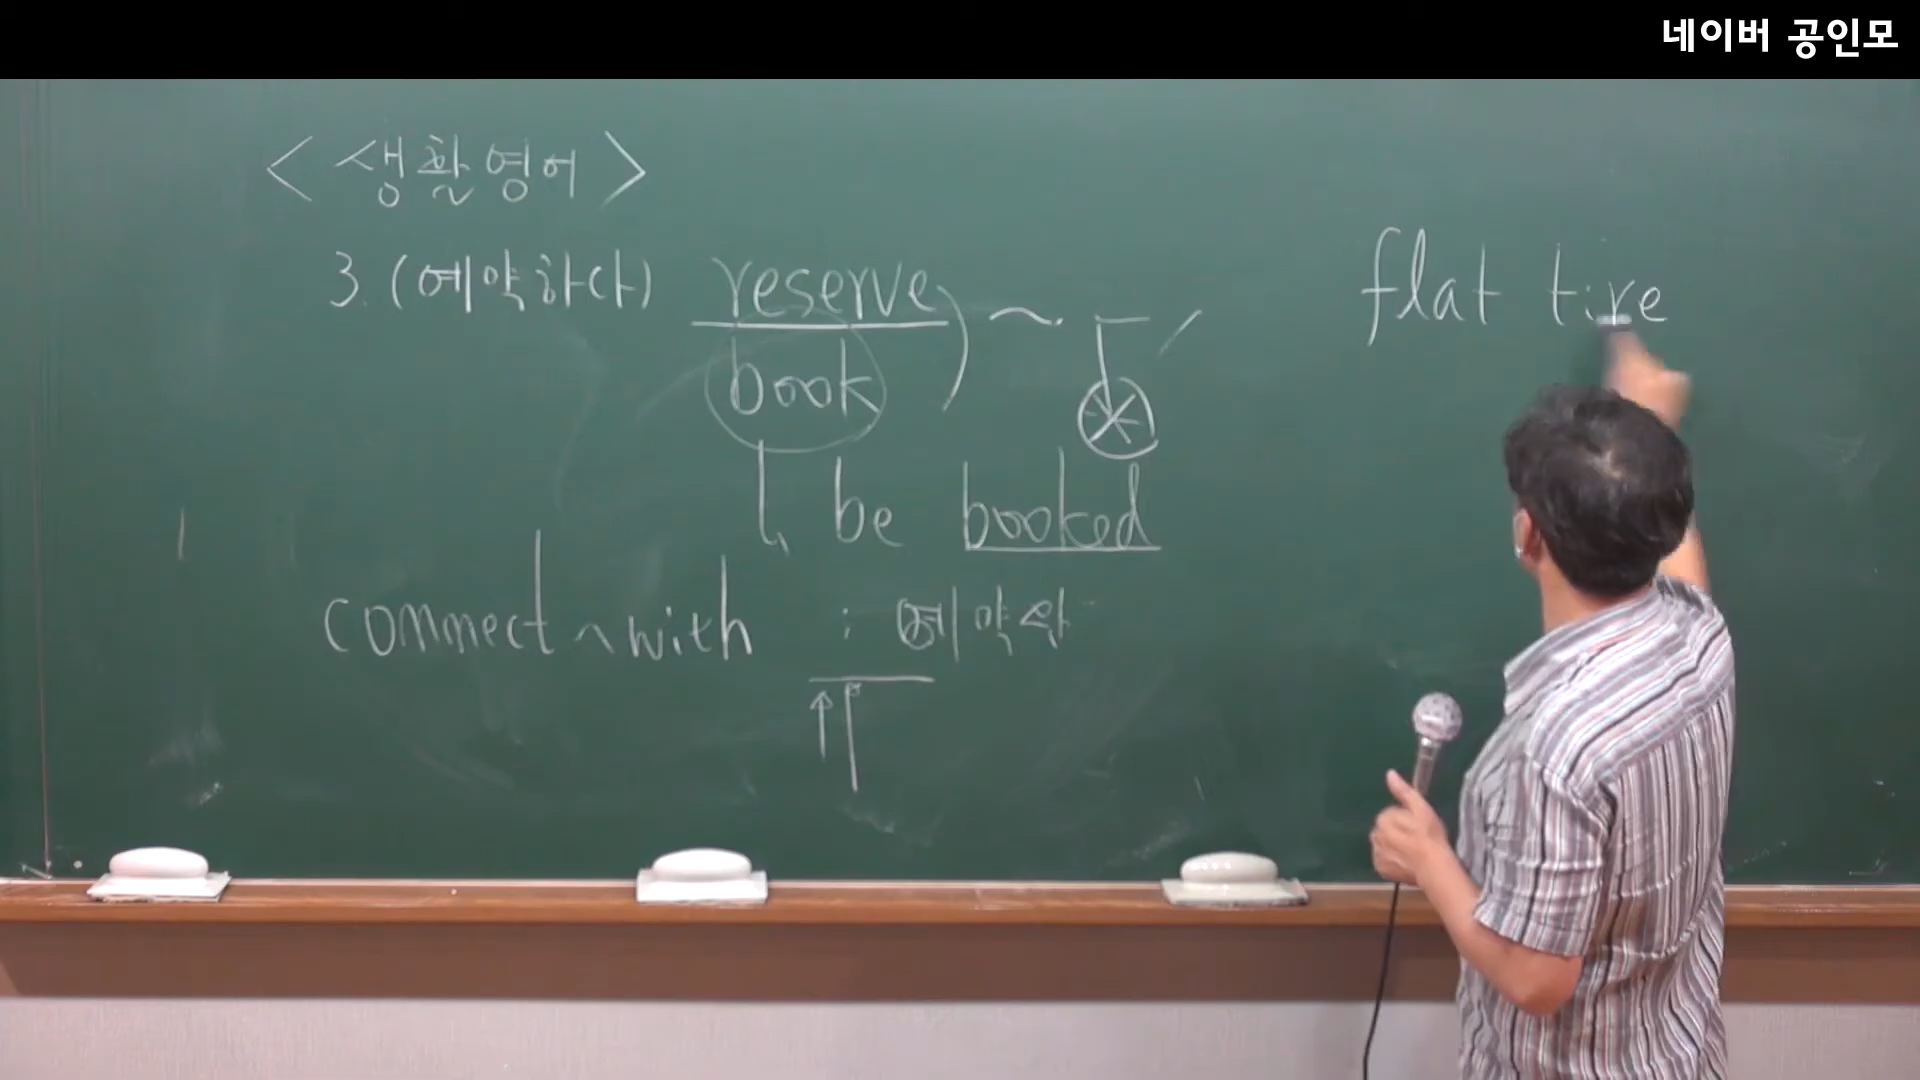 네이버 공인모
< 생활영어 >
3. (예약하다) reserve ) ~
book
be booked
connect ~ with :
flat tire